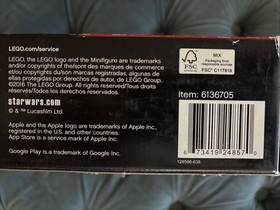 LEGO.com/service
LEGO, the LEGO logo and the Minifigure are trademarks
and/or copyrights of the/son des marques de commerce
et/ou copyrights du/son marcas registradas, algunas de
ellas protegidas por derechos de autor, de LEGO Group.
©2016 The LEGO Group. All rights reserved/Tous droits
réservés/Todos los derechos reservados.
starwars.com
© & ™ Lucasfilm Ltd.
Apple and the Apple logo are trademarks of Apple Inc.,
registered in the U.S. and other countries.
App Store is a service mark of Apple Inc.
Google Play is a trademark of Google Inc.
FSC
MIX
Packaging from
responsible sources
FSC® C117818
Item: 6136705
6 73419 24857 0